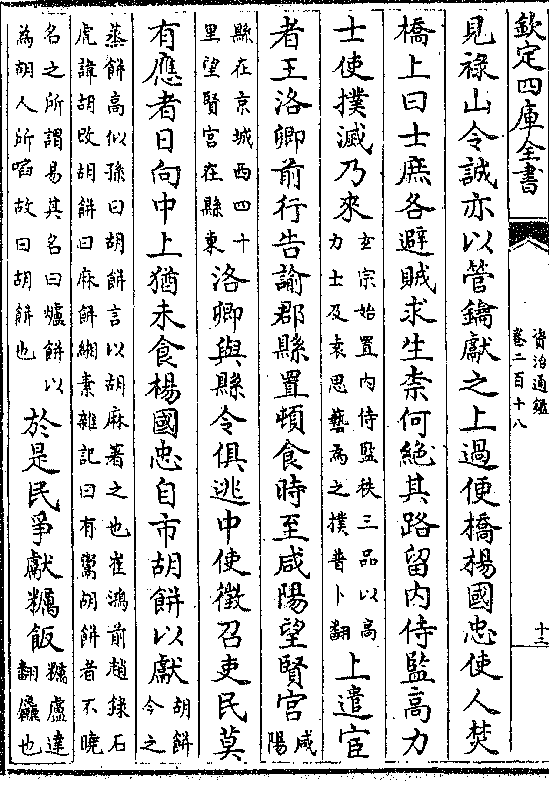 欽定四庫全書
資治通鑑
卷二百十八
十三
見祿山令誠亦以管鑰獻之上過便橋楊國忠使人焚
橋上曰士庶各避賊求生柰何絶其路留内侍監高力
士使撲滅乃來
玄宗始置内侍監秩三品以高
力士及袁思藝爲之撲普卜翻
上遣宦
者王洛卿前行告諭郡縣置頓食時至咸陽望賢宫
咸陽
縣在京城西四十
里望賢宫在縣東
洛卿與縣令俱逃中使徵召吏民莫
有應者日向中上猶未食楊國忠自市胡餅以獻
胡餅今之
蒸餅高似孫曰胡餅言以胡麻著之也崔鴻前趙錄石
虎諱胡改胡餅曰麻餅緗素雜記曰有鬻胡餅者不曉
名之所謂易其名曰爐餅以
爲胡人所啗故曰胡餅也
於是民爭獻糲飯
糲盧達
翻麤也